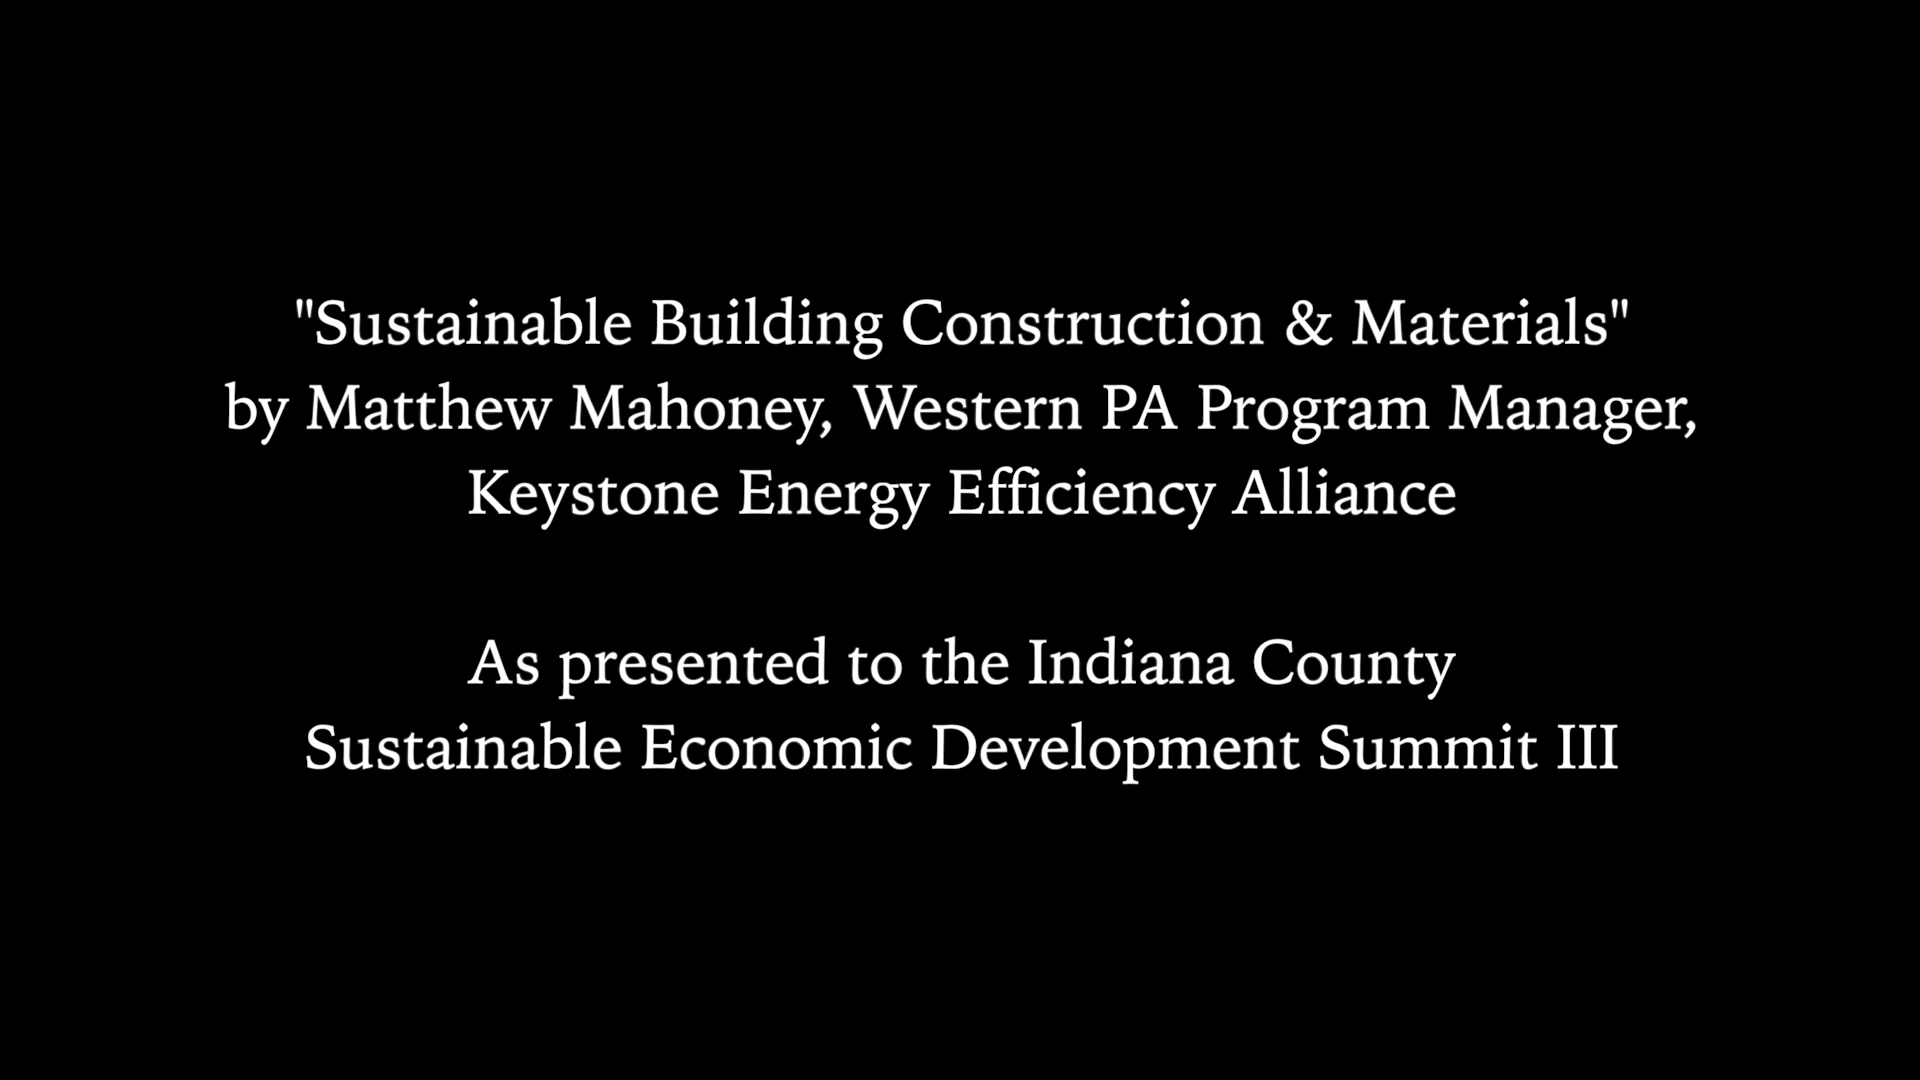 "Sustainable Building Construction & Materials"
by Matthew Mahoney, Western PA Program Manager,
Keystone Energy Efficiency Alliance
As presented to the Indiana County
Sustainable Economic Development Summit III